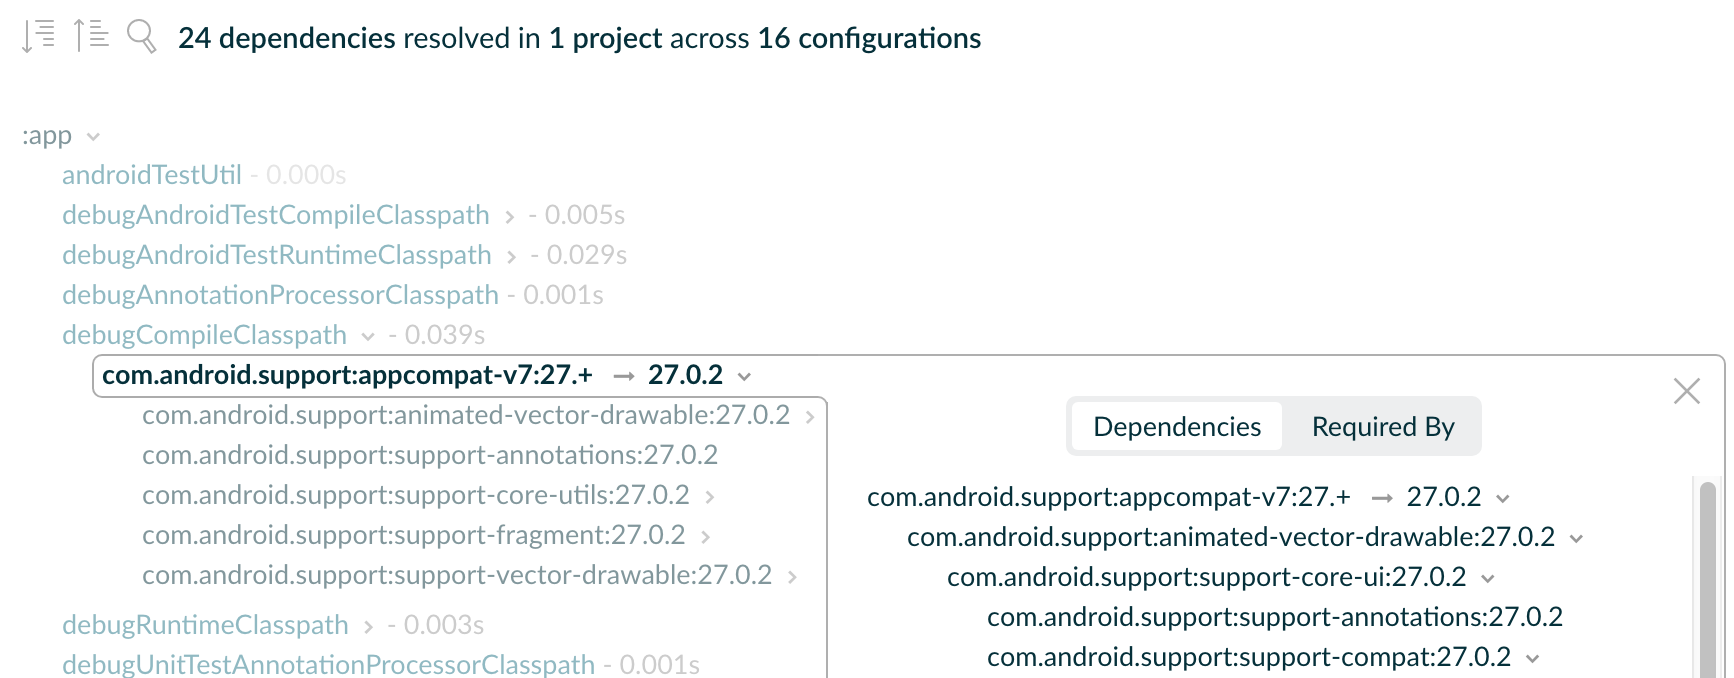 24 dependencies resolved in 1 project across 16 configurations
:app
androidTestUtil - 0.000s
debugAndroidTestCompileClasspath > - 0.005s
debugAndroidTestRuntimeClasspath > - 0.029s
debugAnnotationProcessorClasspath - 0.001s
debugCompileClasspath - 0.039s
com.android.support:appcompat-v7:27.+ → 27.0.2
com.android.support:animated-vector-drawable:27.0.2 >
com.android.support:support-annotations:27.0.2
com.android.support:support-core-utils:27.0.2 >
com.android.support:support-fragment:27.0.2 >
com.android.support:support-vector-drawable:27.0.2 >
debugRuntimeClasspath > - 0.003s
debugUnitTestAnnotationProcessorClasspath - 0.001s
Dependencies Required By
com.android.support:appcompat-v7:27.+ → 27.0.2
com.android.support:animated-vector-drawable:27.0.2
com.android.support:support-core-ui:27.0.2
com.android.support:support-annotations:27.0.2
com.android.support:support-compat:27.0.2